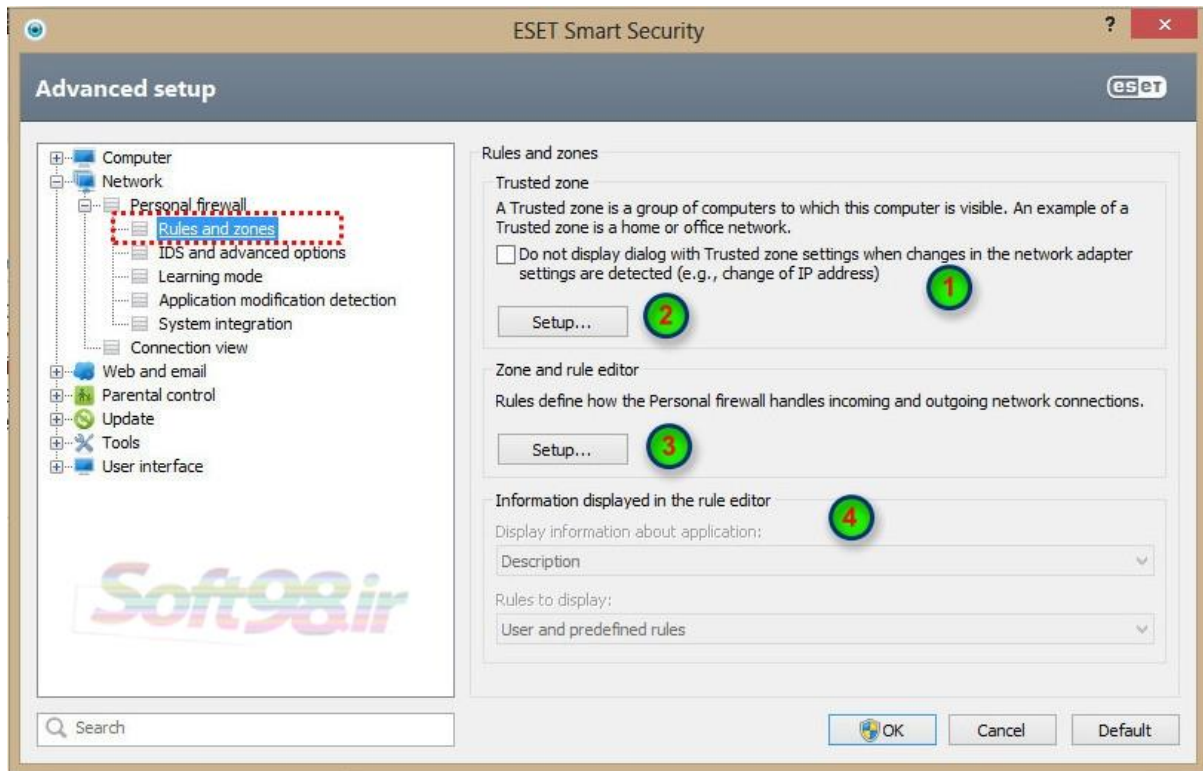 ESET Smart Security
?
Advanced setup
eset
Computer
Network
Personal firewall
Rules and zones
IDS and advanced options
Learning mode
Application modification detection
System integration
Connection view
Web and email
Parental control
Update
Tools
User interface
Soft98.ir
Search
Rules and zones
Trusted zone
A Trusted zone is a group of computers to which this computer is visible. An example of a
Trusted zone is a home or office network.
Do not display dialog with Trusted zone settings when changes in the network adapter
settings are detected (e.g., change of IP address)
1
Setup...
2
Zone and rule editor
Rules define how the Personal firewall handles incoming and outgoing network connections.
Setup...
3
Information displayed in the rule editor
4
Display information about application:
Description
Rules to display:
User and predefined rules
OK
Cancel
Default